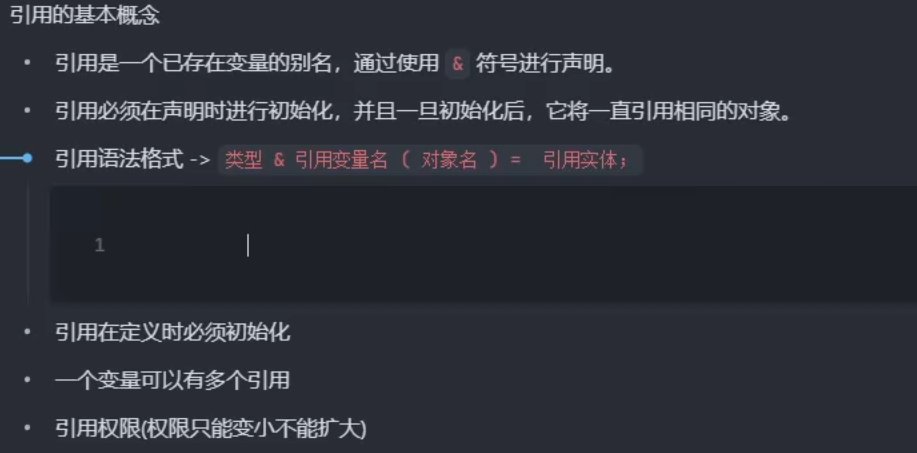 引用的基本概念
引用是一个已存在变量的别名，通过使用 & 符号进行声明。
引用必须在声明时进行初始化，并且一旦初始化后，它将一直引用相同的对象。
引用语法格式 -> 类型 & 引用变量名 ( 对象名 ) = 引用实体;
1
引用在定义时必须初始化
一个变量可以有多个引用
引用权限(权限只能变小不能扩大)